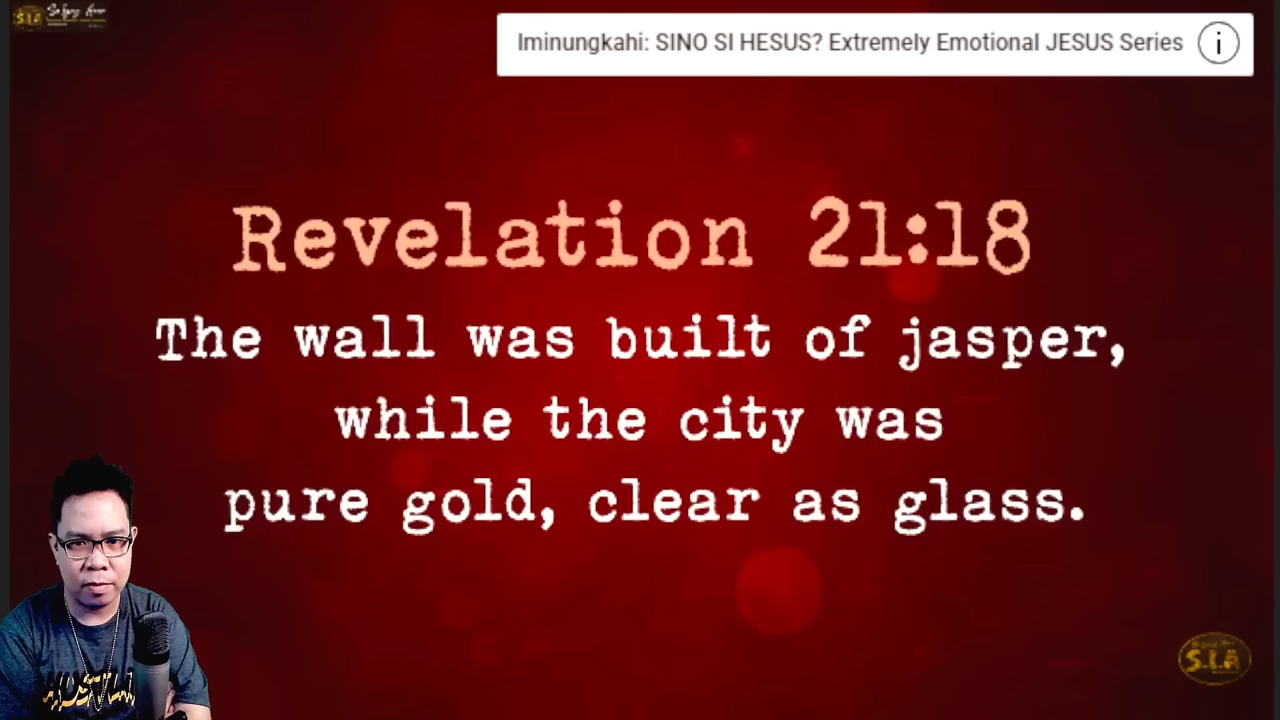 S.I.A
Iminungkahi: SINO SI HESUS? Extremely Emotional JESUS Series
Revelation 21:18
The wall was built of jasper,
while the city was
pure gold, clear as glass.
S.I.A